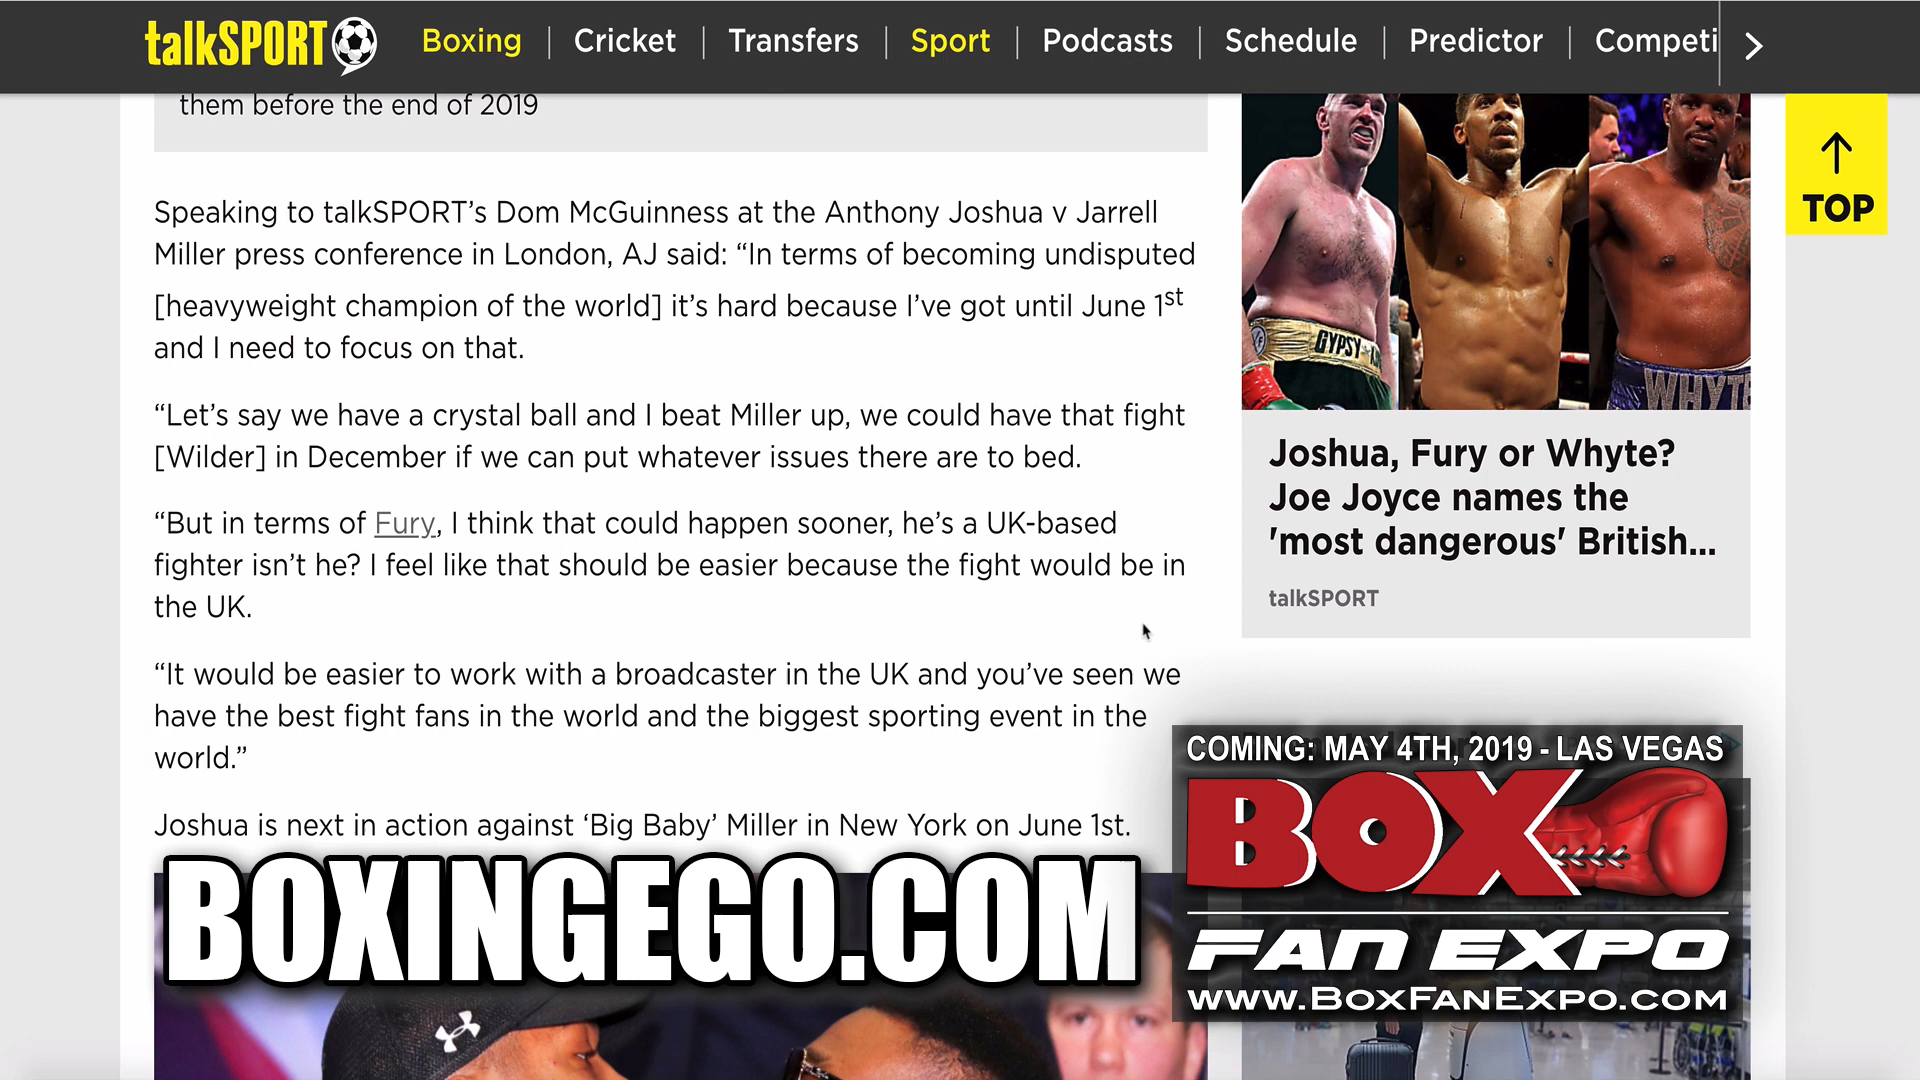 talkSPORT
Boxing | Cricket | Transfers | Sport | Podcasts | Schedule | Predictor | Competi
them before the end of 2019
Speaking to talkSPORT’s Dom McGuinness at the Anthony Joshua v Jarrell
Miller press conference in London, AJ said: “In terms of becoming undisputed
[heavyweight champion of the world] it’s hard because I’ve got until June 1st
and I need to focus on that.
“Let’s say we have a crystal ball and I beat Miller up, we could have that fight
[Wilder] in December if we can put whatever issues there are to bed.
“But in terms of Fury, I think that could happen sooner, he’s a UK-based
fighter isn’t he? I feel like that should be easier because the fight would be in
the UK.
“It would be easier to work with a broadcaster in the UK and you’ve seen we
have the best fight fans in the world and the biggest sporting event in the
world.”
Joshua is next in action against ‘Big Baby’ Miller in New York on June 1st.
BOXINGEGO.COM
TOP
GYPSY
WHYTE
Joshua, Fury or Whyte?
Joe Joyce names the
'most dangerous' British...
talkSPORT
COMING: MAY 4TH, 2019 - LAS VEGAS
BOX
FAN EXPO
WWW.BOXFANEXPO.COM